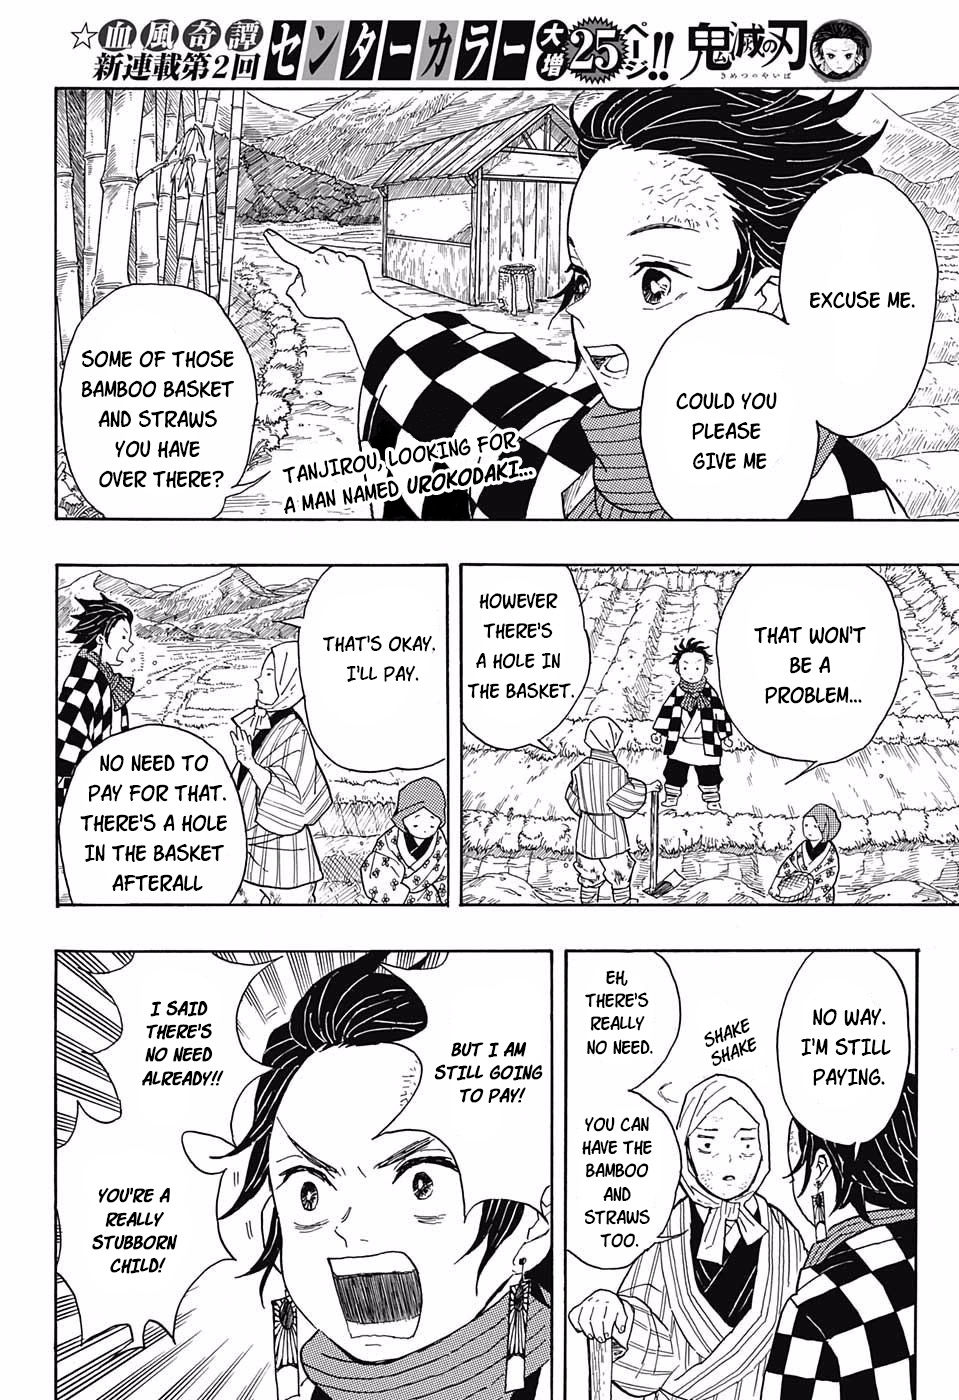 ☆血風奇譚
新連載第2回
センターカラー
大増25ページ!!
鬼滅の刃
きめつのやいば
EXCUSE ME.
COULD YOU
PLEASE
GIVE ME
SOME OF THOSE
BAMBOO BASKET
AND STRAWS
YOU HAVE
OVER THERE?
TANJIROU, LOOKING FOR
A MAN NAMED UROKODAKI...
THAT WON'T
BE A
PROBLEM...
HOWEVER
THERE'S
A HOLE IN
THE BASKET.
THAT'S OKAY.
I'LL PAY.
NO NEED TO
PAY FOR THAT.
THERE'S A HOLE
IN THE BASKET
AFTERALL
NO WAY.
I'M STILL
PAYING.
SHAKE
SHAKE
EH,
THERE'S
REALLY
NO NEED.
YOU CAN
HAVE THE
BAMBOO
AND
STRAWS
TOO.
BUT I AM
STILL GOING
TO PAY!
I SAID
THERE'S
NO NEED
ALREADY!!
YOU'RE A
REALLY
STUBBORN
CHILD!